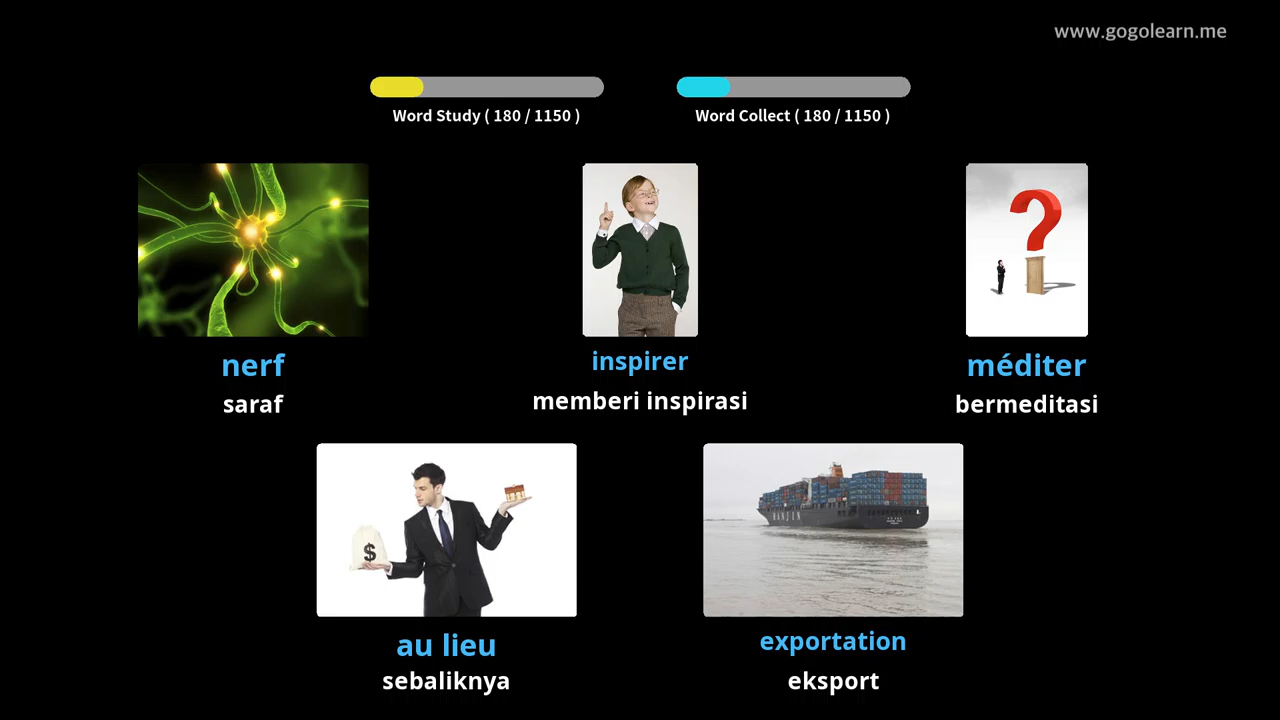 www.gogolearn.me
Word Study ( 180 / 1150 )
Word Collect ( 180 / 1150 )
nerf
saraf
inspirer
memberi inspirasi
méditer
bermeditasi
$
au lieu
sebaliknya
HANJIN
exportation
eksport